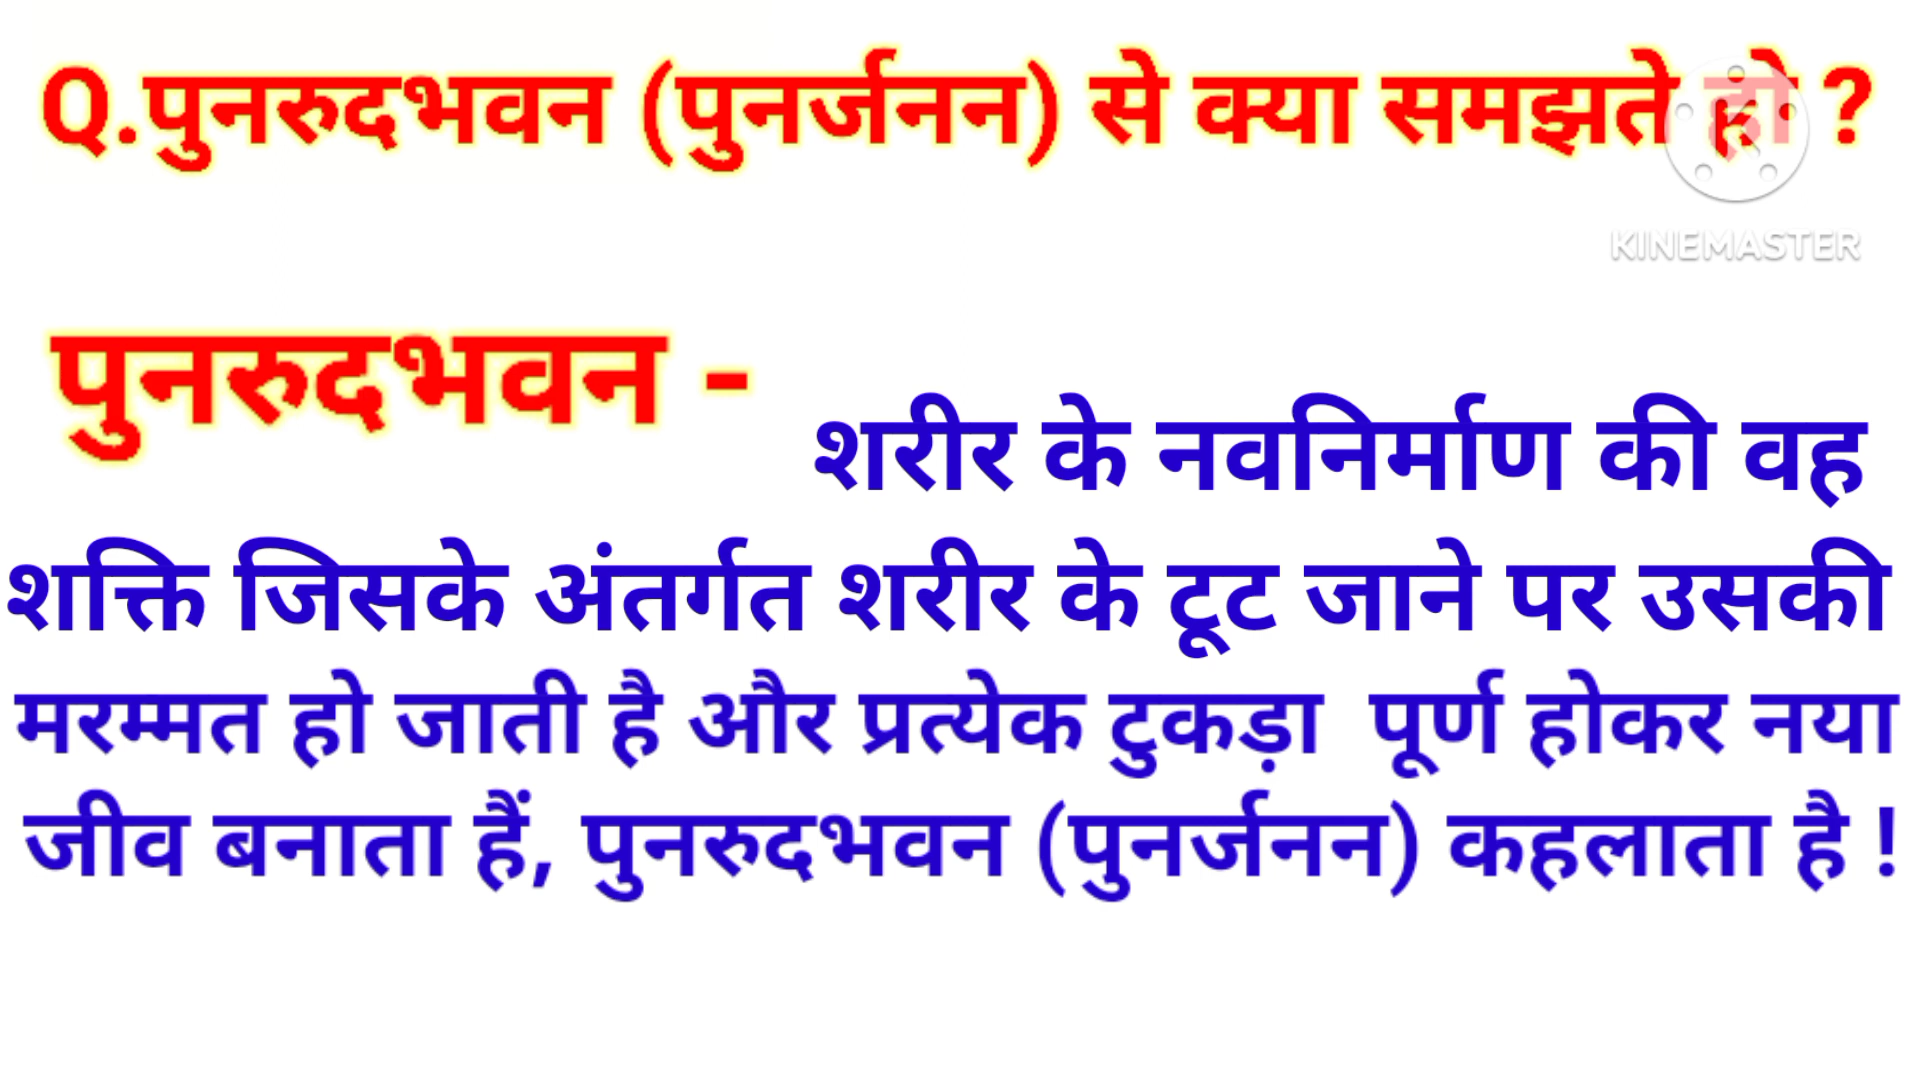 Q.पुनरुदभवन (पुनर्जनन) से क्या समझते हो ?
KINEMASTER
पुनरुदभवन -
शरीर के नवनिर्माण की वह
शक्ति जिसके अंतर्गत शरीर के टूट जाने पर उसकी
मरम्मत हो जाती है और प्रत्येक टुकड़ा पूर्ण होकर नया
जीव बनाता हैं, पुनरुदभवन (पुनर्जनन) कहलाता है !